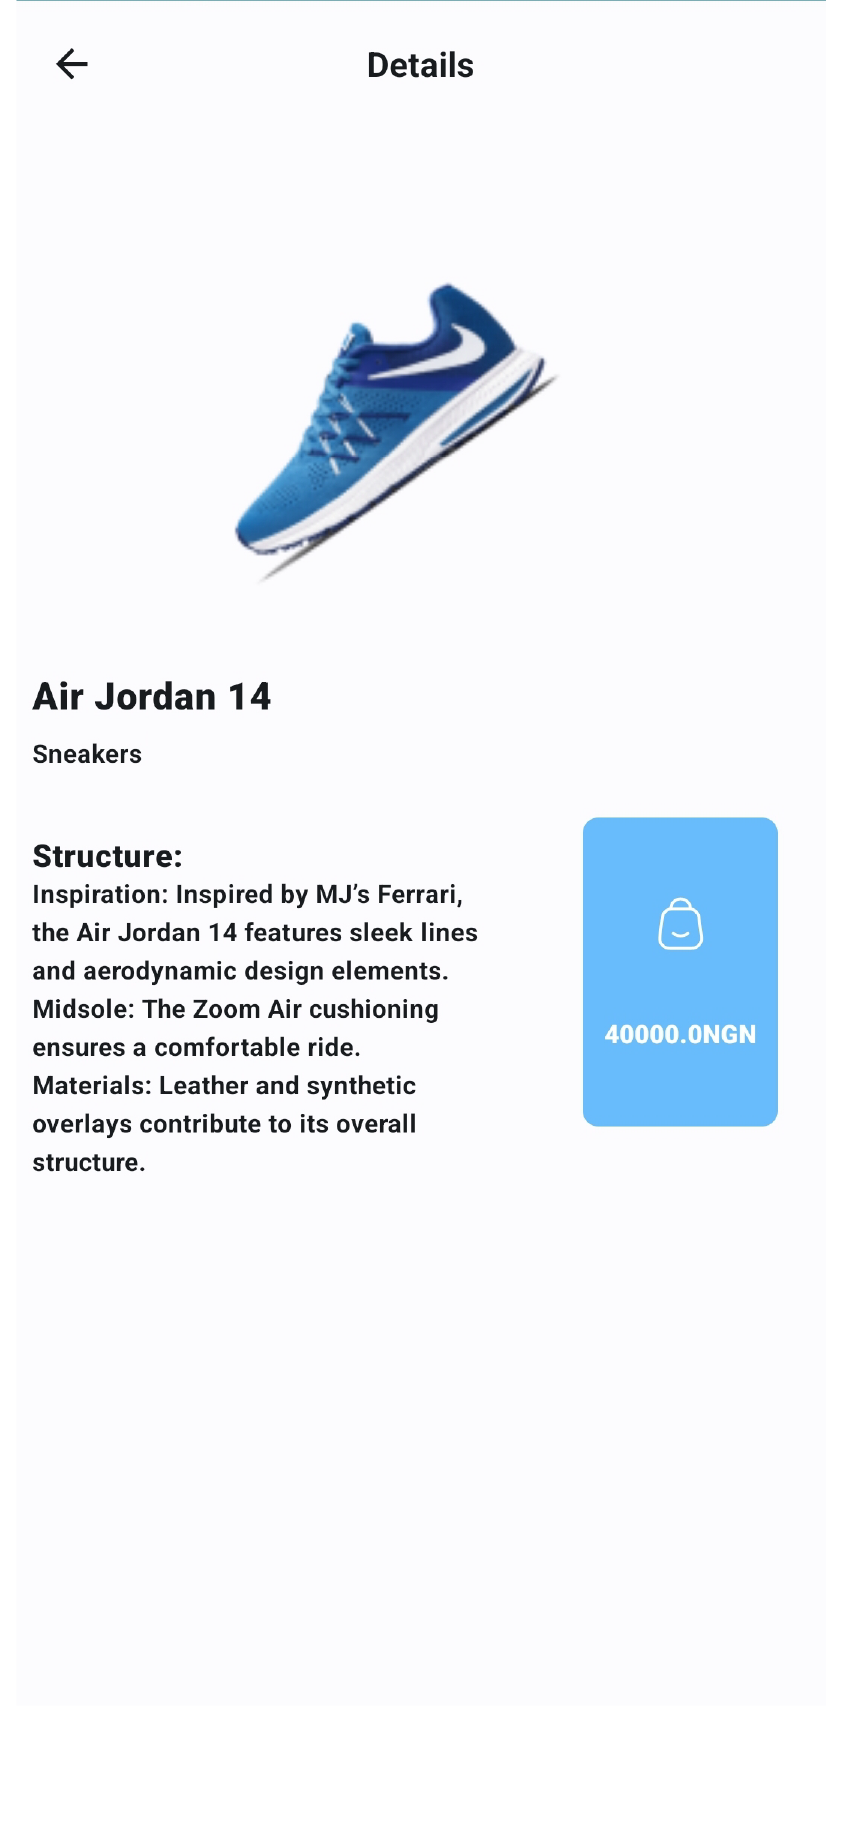 Details
Air Jordan 14
Sneakers
Structure:
Inspiration: Inspired by MJ’s Ferrari,
the Air Jordan 14 features sleek lines
and aerodynamic design elements.
Midsole: The Zoom Air cushioning
ensures a comfortable ride.
Materials: Leather and synthetic
overlays contribute to its overall
structure.
40000.0NGN